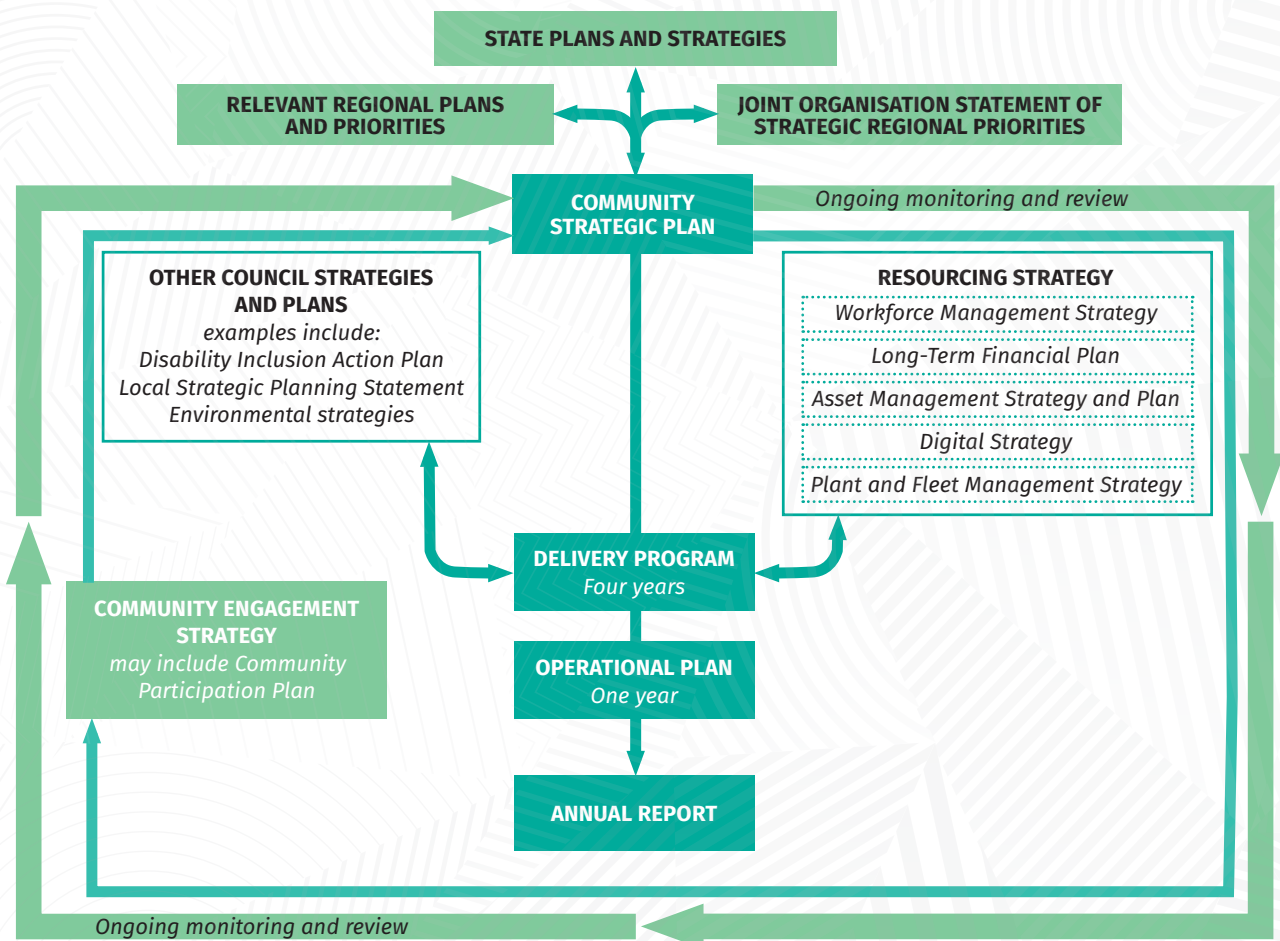 STATE PLANS AND STRATEGIES
RELEVANT REGIONAL PLANS
AND PRIORITIES
JOINT ORGANISATION STATEMENT OF
STRATEGIC REGIONAL PRIORITIES
COMMUNITY
STRATEGIC PLAN
Ongoing monitoring and review
OTHER COUNCIL STRATEGIES
AND PLANS
examples include:
Disability Inclusion Action Plan
Local Strategic Planning Statement
Environmental strategies
RESOURCING STRATEGY
Workforce Management Strategy
Long-Term Financial Plan
Asset Management Strategy and Plan
Digital Strategy
Plant and Fleet Management Strategy
DELIVERY PROGRAM
Four years
COMMUNITY ENGAGEMENT
STRATEGY
may include Community
Participation Plan
OPERATIONAL PLAN
One year
ANNUAL REPORT
Ongoing monitoring and review